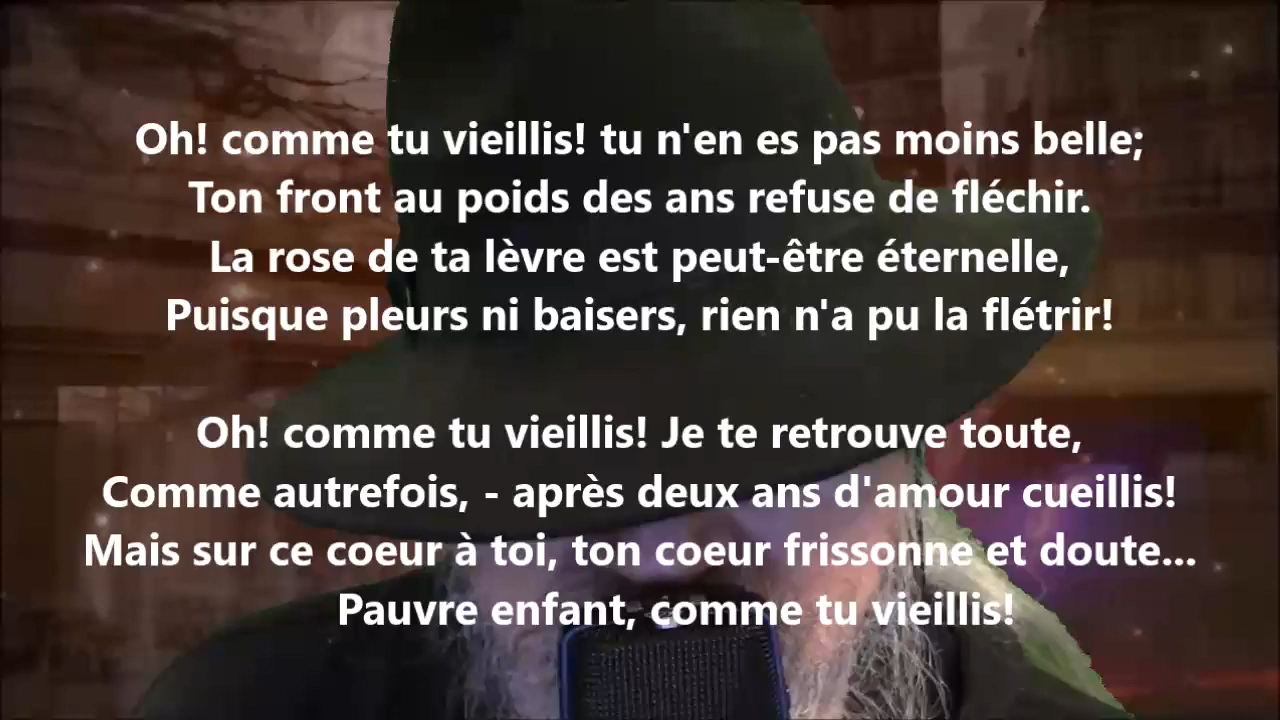 Oh! comme tu vieillis! tu n'en es pas moins belle;
Ton front au poids des ans refuse de fléchir.
La rose de ta lèvre est peut-être éternelle,
Puisque pleurs ni baisers, rien n'a pu la flétrir!
Oh! comme tu vieillis! Je te retrouve toute,
Comme autrefois, - après deux ans d'amour cueillis!
Mais sur ce coeur à toi, ton coeur frissonne et doute...
Pauvre enfant, comme tu vieillis!